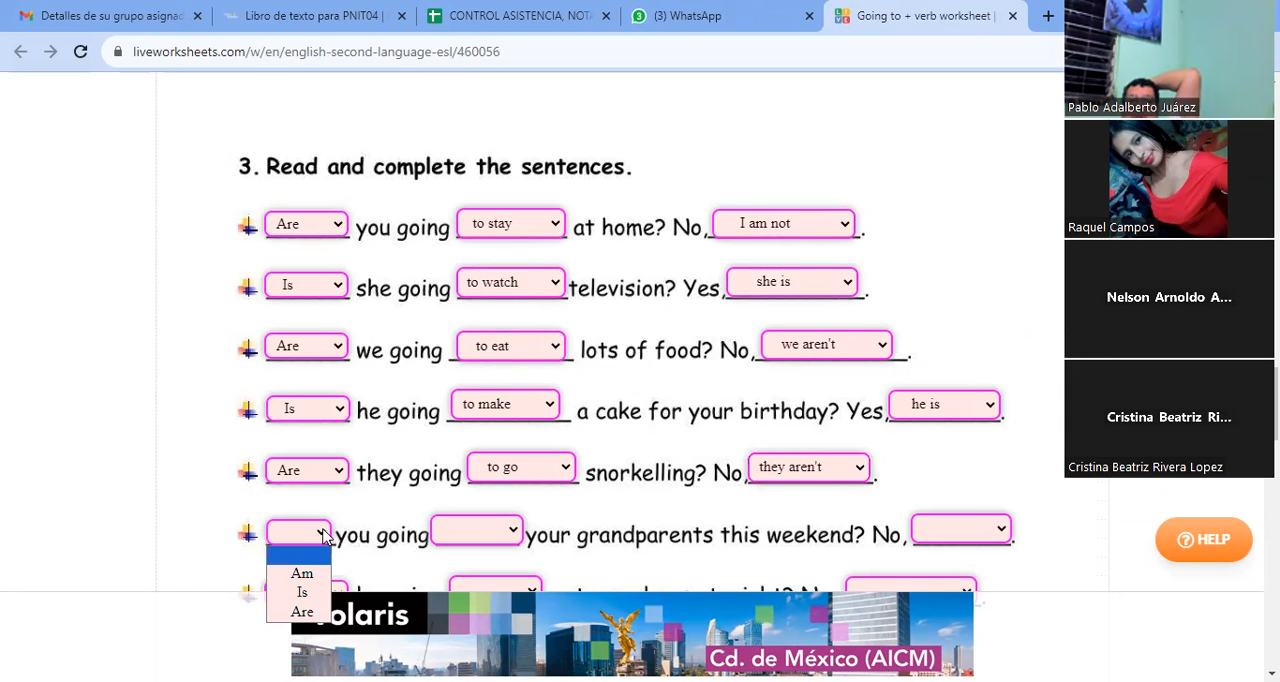 Detalles de su grupo asignad
Libro de texto para PNIT04
CONTROL ASISTENCIA, NOTA
(3) WhatsApp
Going to + verb worksheet
liveworksheets.com/w/en/english-second-language-esl/460056
3. Read and complete the sentences.
Are you going to stay at home? No, I am not .
Is she going to watch television? Yes, she is .
Are we going to eat lots of food? No, we aren't .
Is he going to make a cake for your birthday? Yes, he is .
Are they going to go snorkelling? No, they aren't .
you going your grandparents this weekend? No, .
Am
Is
Are
olaris
Cd. de México (AICM)
HELP
Pablo Adalberto Juárez
Raquel Campos
Nelson Arnoldo A...
Cristina Beatriz Ri...
Cristina Beatriz Rivera Lopez